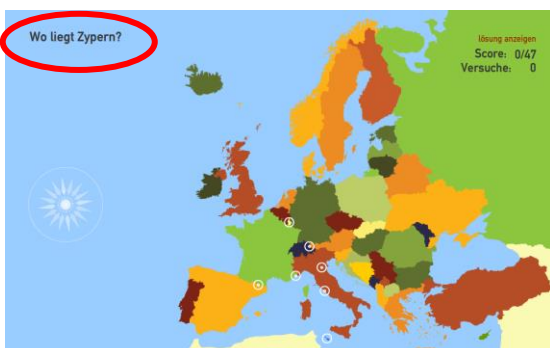 Wo liegt Zypern?
lösung anzeigen
Score: 0/47
Versuche: 0